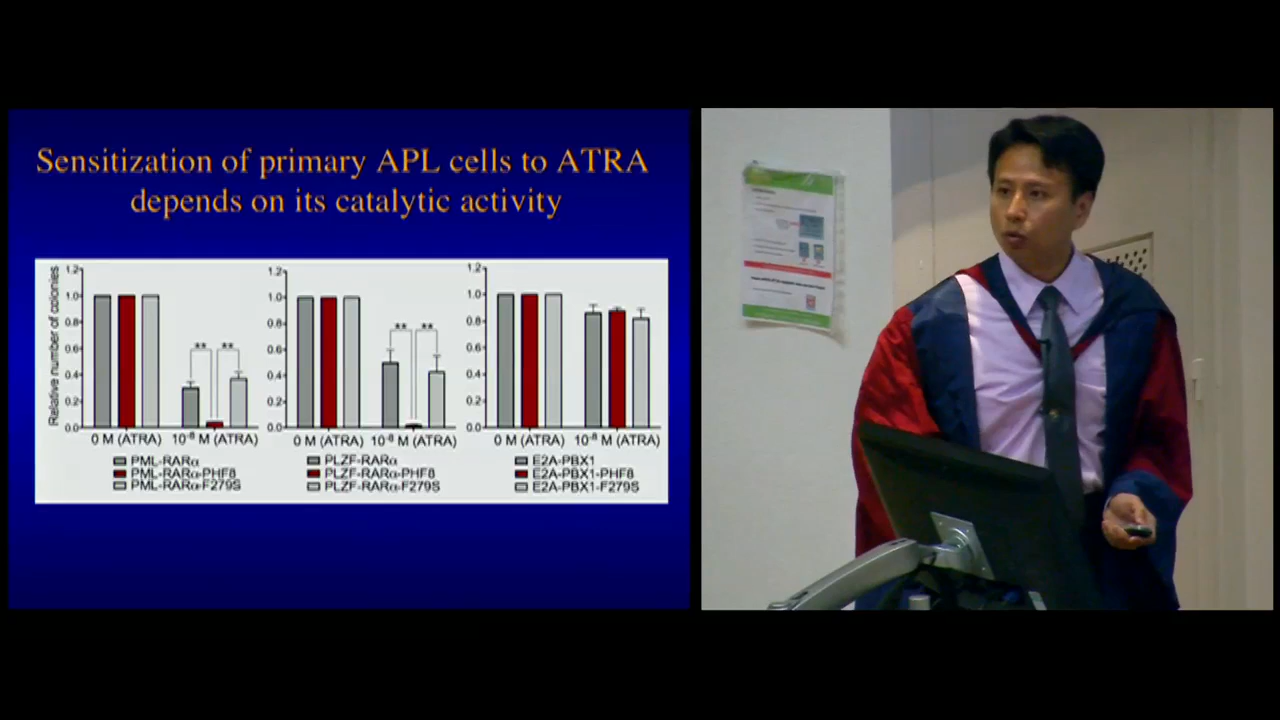 Sensitization of primary APL cells to ATRA
depends on its catalytic activity
Relative number of colonies
1.2
1.0
0.8
0.6
0.4
0.2
0.0
** **
0 M (ATRA) 10⁻⁸ M (ATRA)
PML-RARα
PML-RARα-PHF8
PML-RARα-F279S
1.2
1.0
0.8
0.6
0.4
0.2
0.0
** **
0 M (ATRA) 10⁻⁸ M (ATRA)
PLZF-RARα
PLZF-RARα-PHF8
PLZF-RARα-F279S
1.2
1.0
0.8
0.6
0.4
0.2
0.0
0 M (ATRA) 10⁻⁸ M (ATRA)
E2A-PBX1
E2A-PBX1-PHF8
E2A-PBX1-F279S